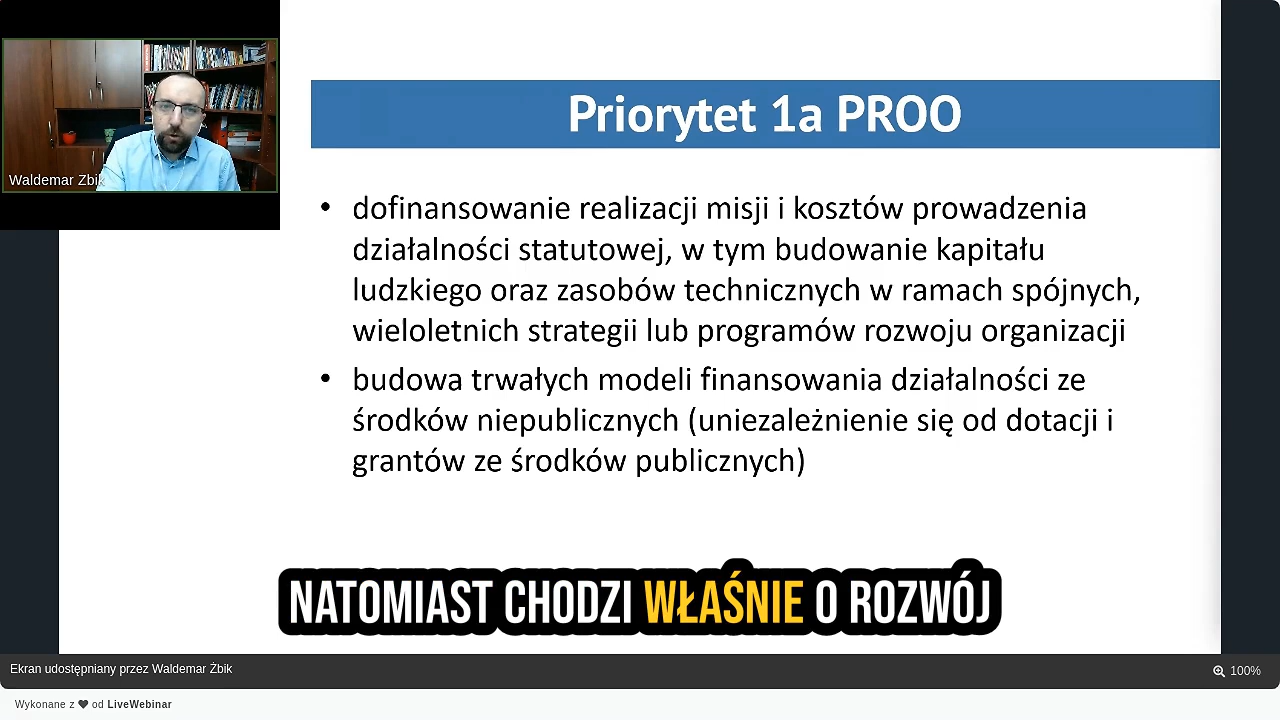 Waldemar Zbik
Priorytet 1a PROO
• dofinansowanie realizacji misji i kosztów prowadzenia
działalności statutowej, w tym budowanie kapitału
ludzkiego oraz zasobów technicznych w ramach spójnych,
wieloletnich strategii lub programów rozwoju organizacji
• budowa trwałych modeli finansowania działalności ze
środków niepublicznych (uniezależnienie się od dotacji i
grantów ze środków publicznych)
NATOMIAST CHODZI WŁAŚNIE O ROZWÓJ
Ekran udostępniany przez Waldemar Żbik
100%
Wykonane z ❤ od LiveWebinar